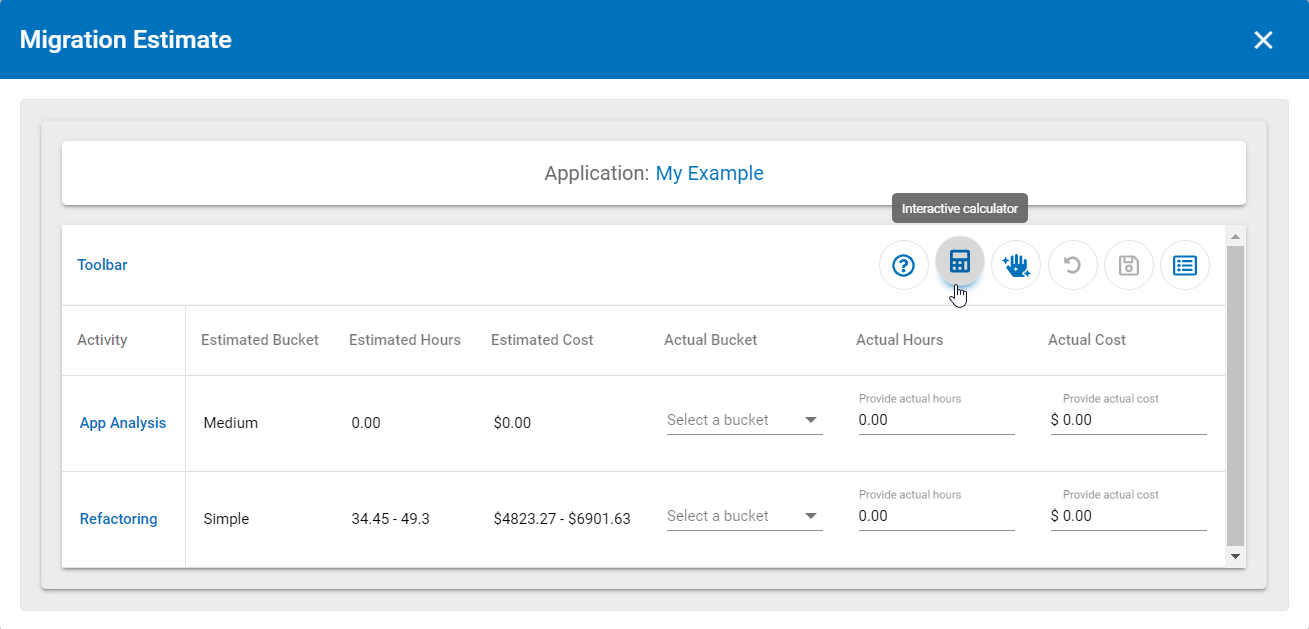 Migration Estimate
Application: My Example
Interactive calculator
Toolbar
Activity Estimated Bucket Estimated Hours Estimated Cost Actual Bucket Actual Hours Actual Cost
Provide actual hours Provide actual cost
App Analysis Medium 0.00 $0.00 Select a bucket 0.00 $ 0.00
Provide actual hours Provide actual cost
Refactoring Simple 34.45 - 49.3 $4823.27 - $6901.63 Select a bucket 0.00 $ 0.00